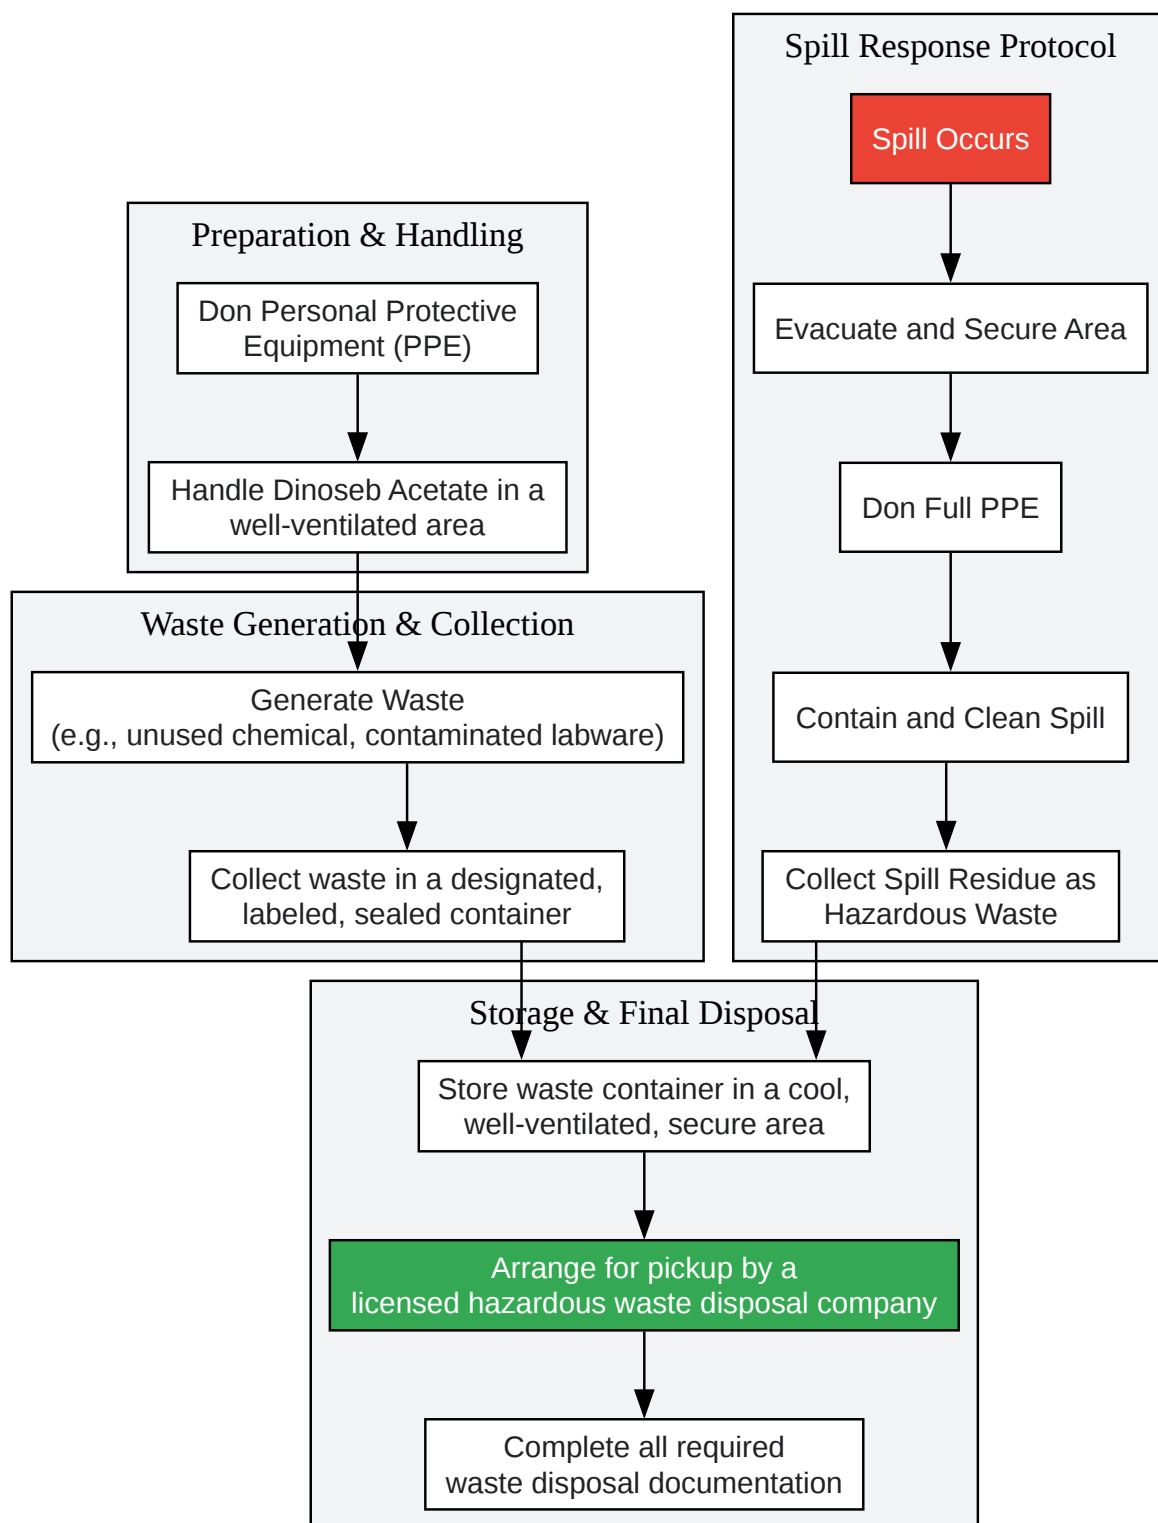 Spill Response Protocol
Spill Occurs
Evacuate and Secure Area
Don Full PPE
Contain and Clean Spill
Collect Spill Residue as
Hazardous Waste
Preparation & Handling
Don Personal Protective
Equipment (PPE)
Handle Dinoseb Acetate in a
well-ventilated area
Waste Generation & Collection
Generate Waste
(e.g., unused chemical, contaminated labware)
Collect waste in a designated,
labeled, sealed container
Storage & Final Disposal
Store waste container in a cool,
well-ventilated, secure area
Arrange for pickup by a
licensed hazardous waste disposal company
Complete all required
waste disposal documentation